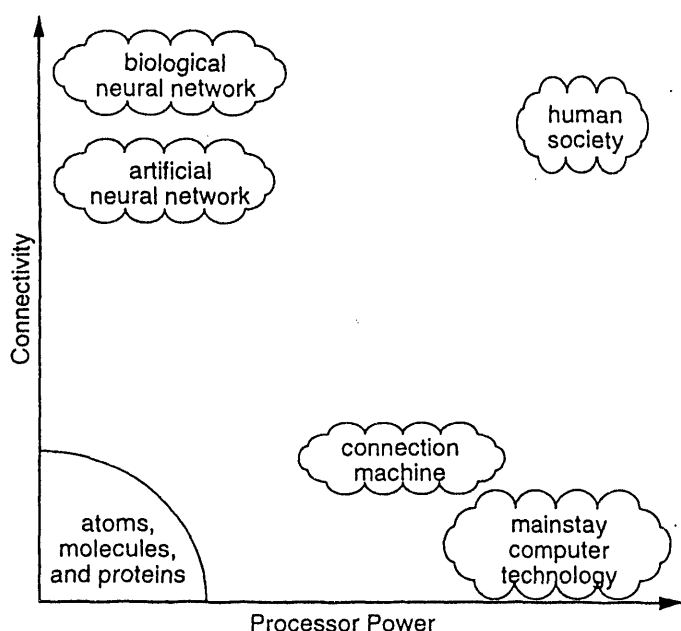 biological
neural network
human
society
artificial
neural network
Connectivity
connection
machine
atoms,
molecules,
and proteins
mainstay
computer
technology
Processor Power